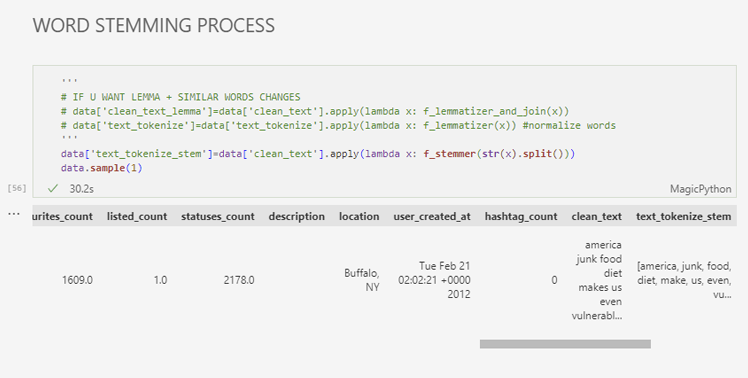 WORD STEMMING PROCESS
'''
# IF U WANT LEMMA + SIMILAR WORDS CHANGES
# data['clean_text_lemma']=data['clean_text'].apply(lambda x: f_lemmatizer_and_join(x))
# data['text_tokenize']=data['text_tokenize'].apply(lambda x: f_lemmatizer(x)) #normalize words
'''
data['text_tokenize_stem']=data['clean_text'].apply(lambda x: f_stemmer(str(x).split()))
data.sample(1)
[56] 30.2s MagicPython
...
urites_count listed_count statuses_count description location user_created_at hashtag_count clean_text text_tokenize_stem
america
junk food
diet
makes us
even
vulnerabl...
1609.0 1.0 2178.0
Buffalo,
NY
Tue Feb 21
02:02:21 +0000
2012
0
[america, junk, food,
diet, make, us, even,
vu...